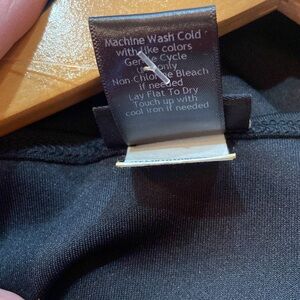 Machine Wash Cold
with like colors
Gentle Cycle
only
Non-Chlorine Bleach
if needed
Lay Flat To Dry
Touch up with
cool iron if needed